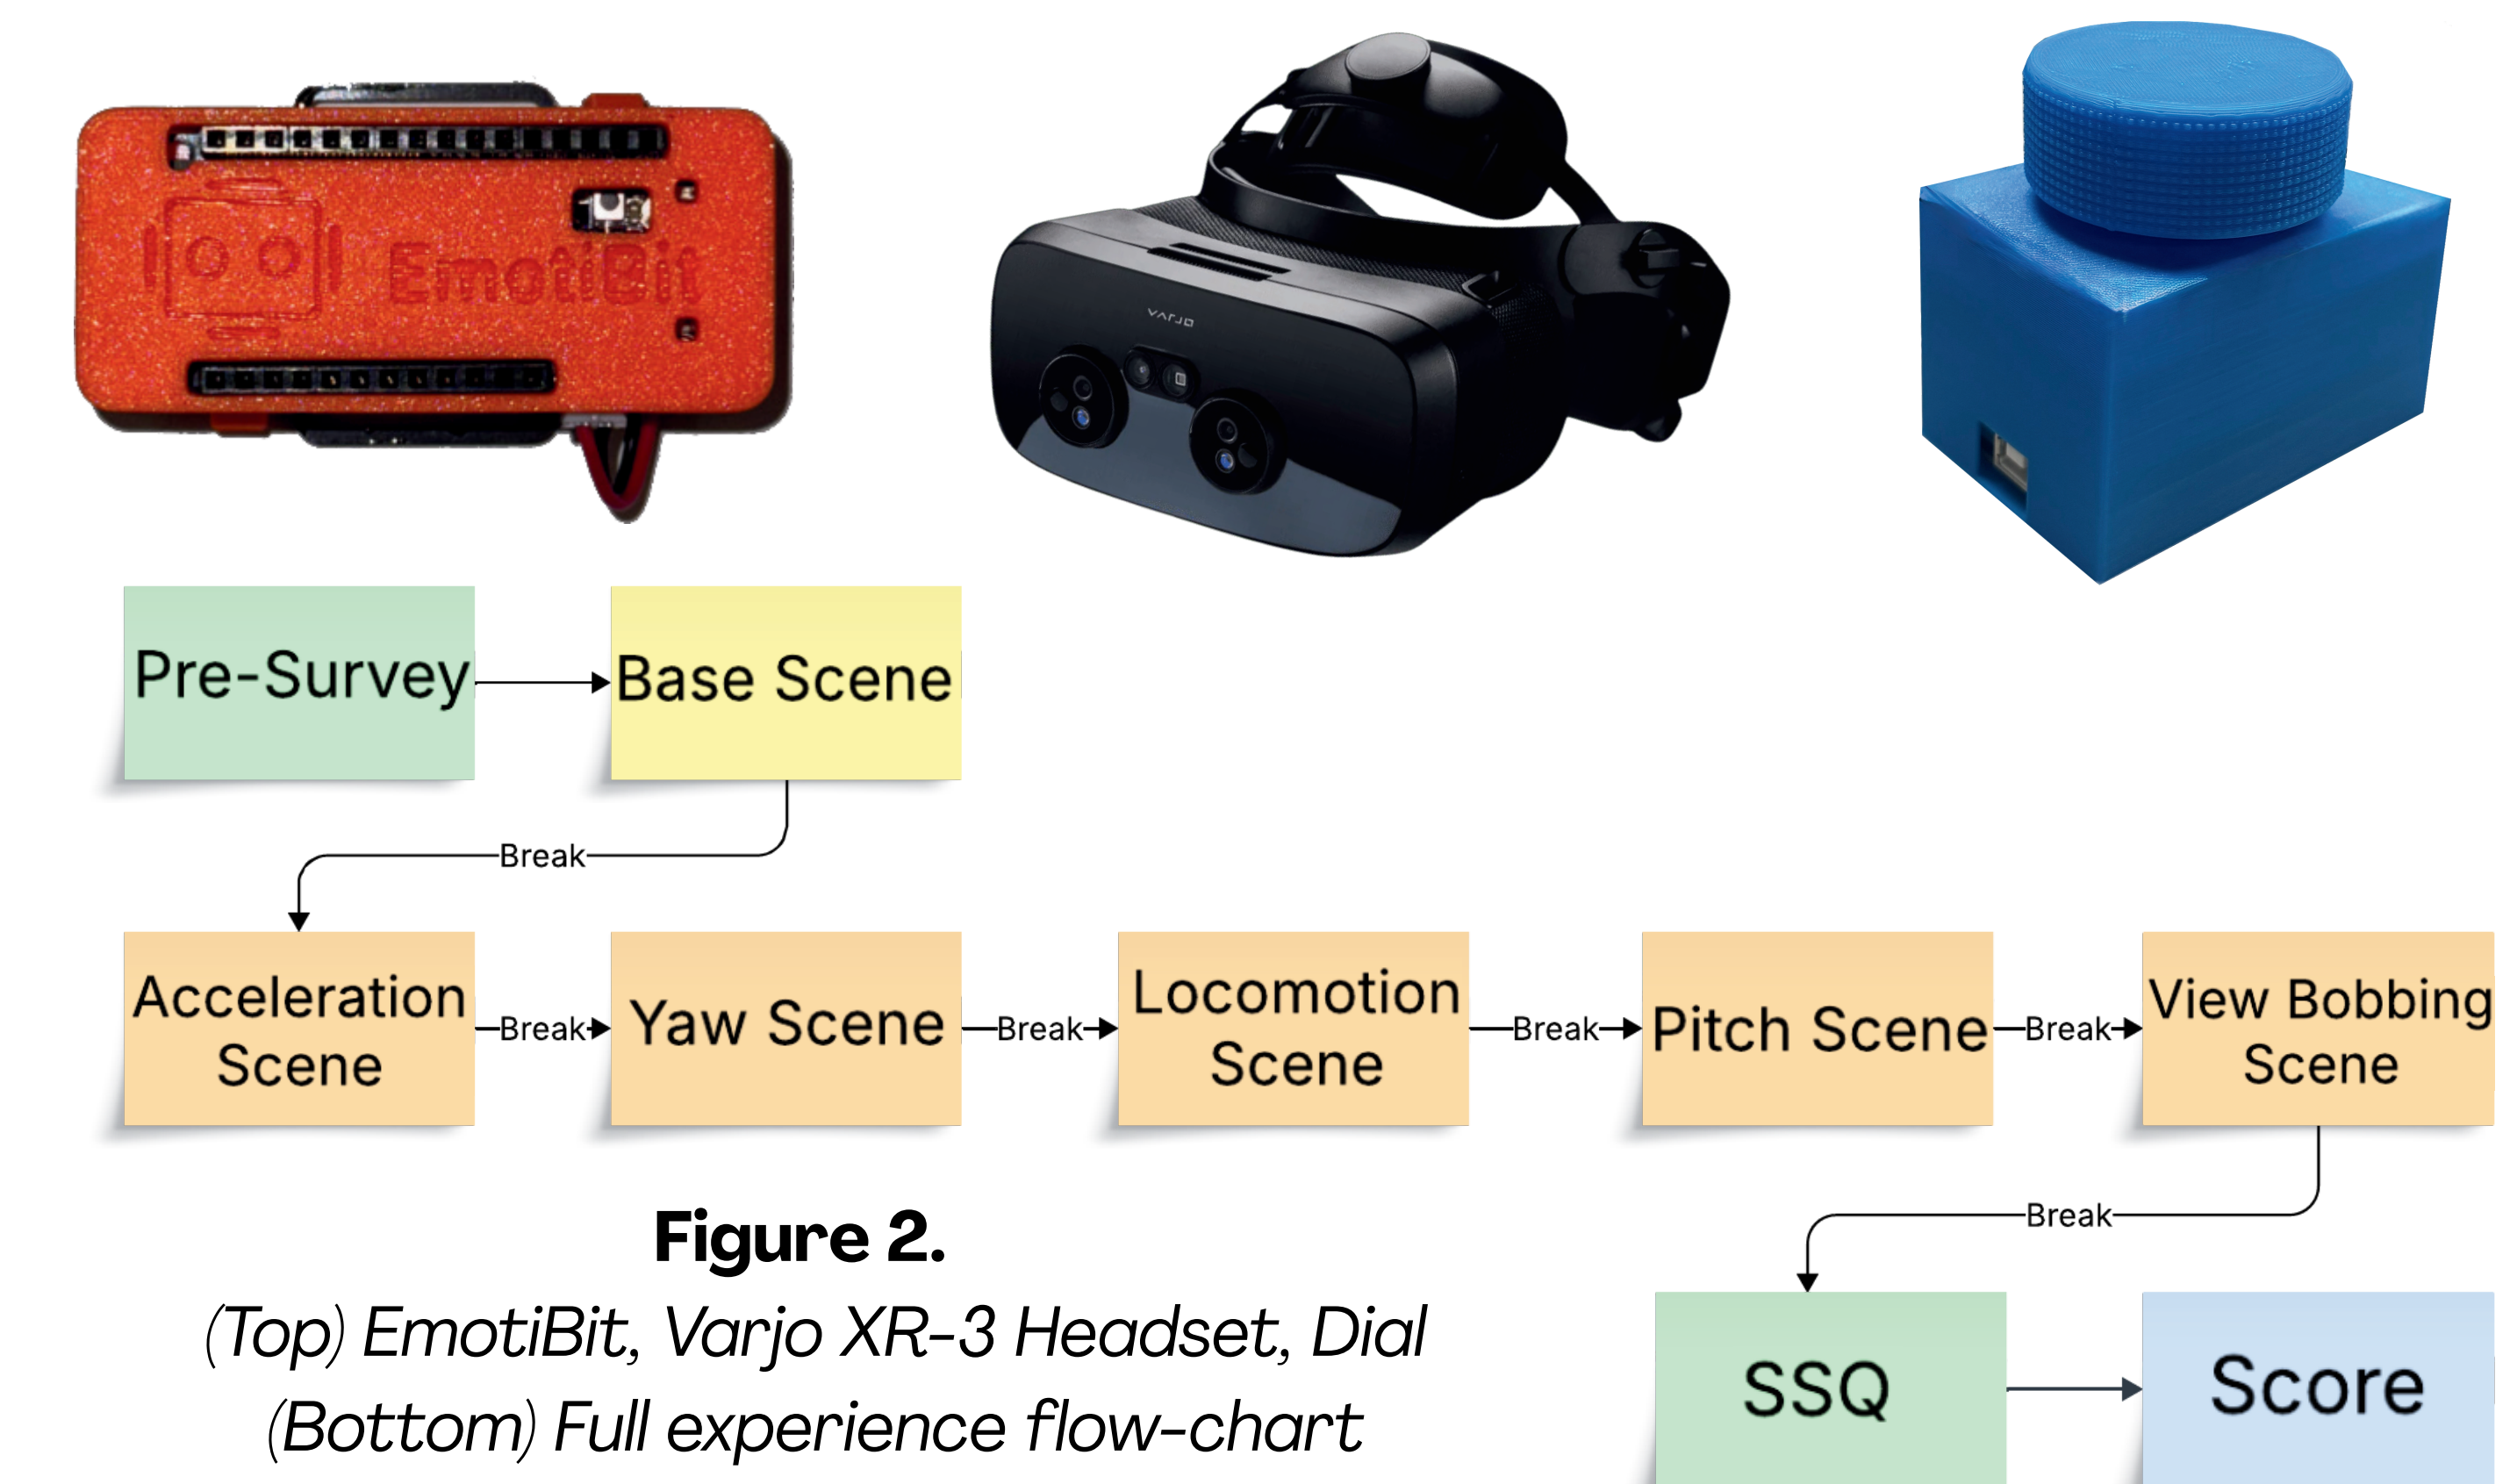 EmotiBit
VARJO
Pre-Survey
Base Scene
Break
Acceleration
Scene
Break
Yaw Scene
Break
Locomotion
Scene
Break
Pitch Scene
Break
View Bobbing
Scene
Break
SSQ
Score
Figure 2.
(Top) EmotiBit, Varjo XR-3 Headset, Dial
(Bottom) Full experience flow-chart